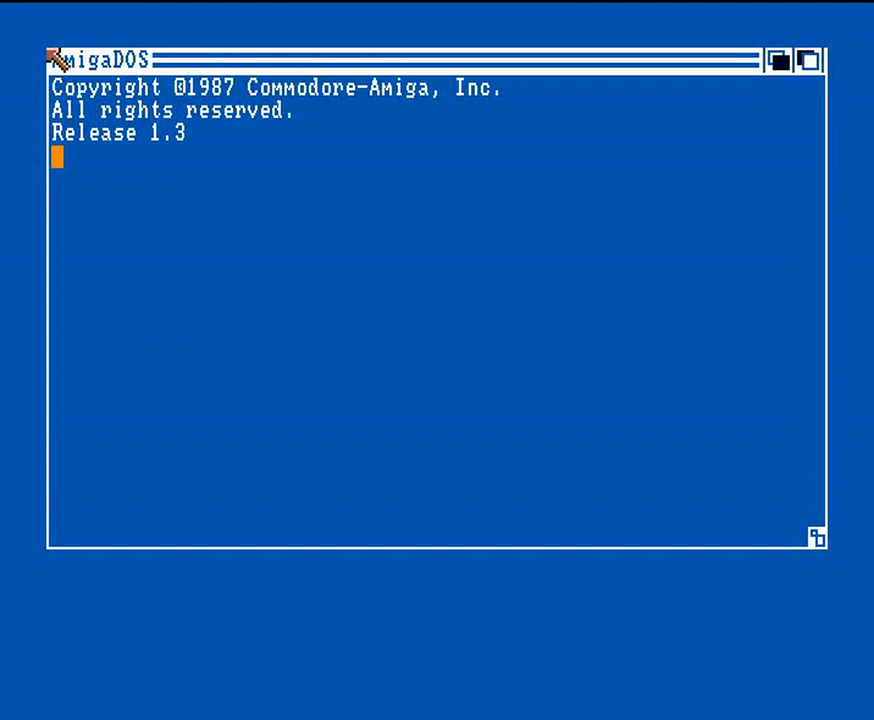 AmigaDOS
Copyright ©1987 Commodore-Amiga, Inc.
All rights reserved.
Release 1.3